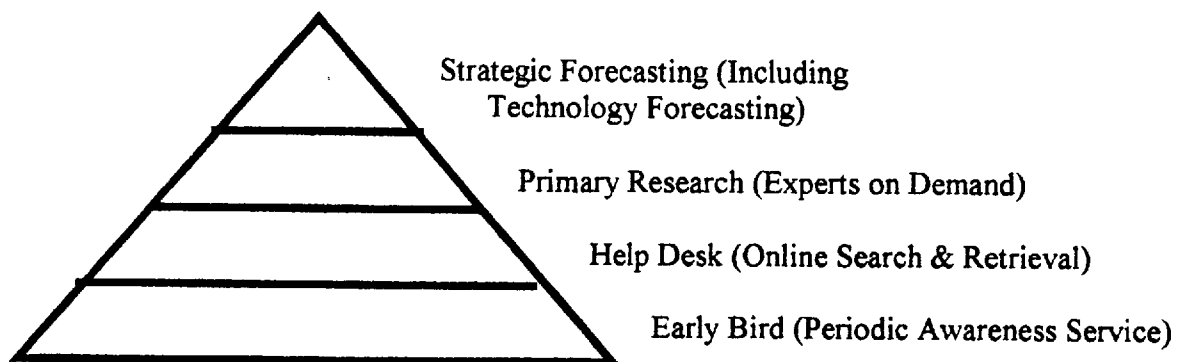 Strategic Forecasting (Including
Technology Forecasting)
Primary Research (Experts on Demand)
Help Desk (Online Search & Retrieval)
Early Bird (Periodic Awareness Service)